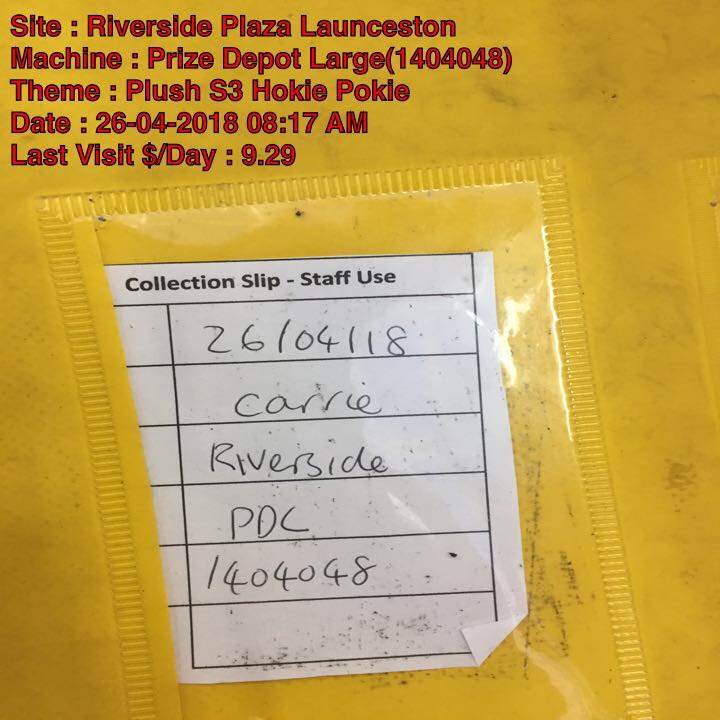 Site : Riverside Plaza Launceston
Machine : Prize Depot Large(1404048)
Theme : Plush S3 Hokie Pokie
Date : 26-04-2018 08:17 AM
Last Visit $/Day : 9.29
Collection Slip - Staff Use
26/04/18
Carrie
Riverside
PDC
1404048